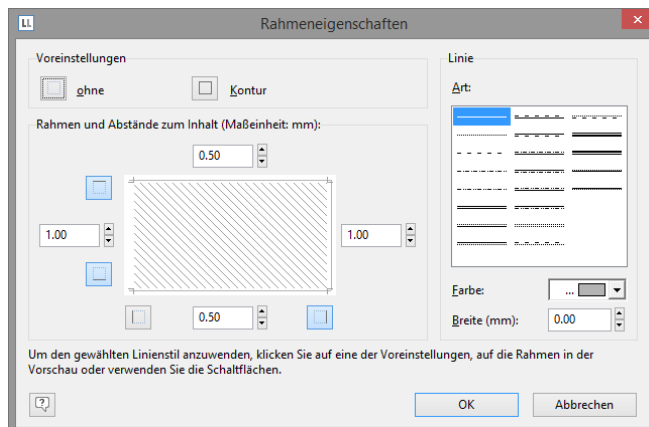 LL
Rahmeneigenschaften
Voreinstellungen
ohne
Kontur
Rahmen und Abstände zum Inhalt (Maßeinheit: mm):
0.50
1.00
1.00
0.50
Linie
Art:
Farbe:
...
Breite (mm):
0.00
Um den gewählten Linienstil anzuwenden, klicken Sie auf eine der Voreinstellungen, auf die Rahmen in der
Vorschau oder verwenden Sie die Schaltflächen.
?
OK
Abbrechen